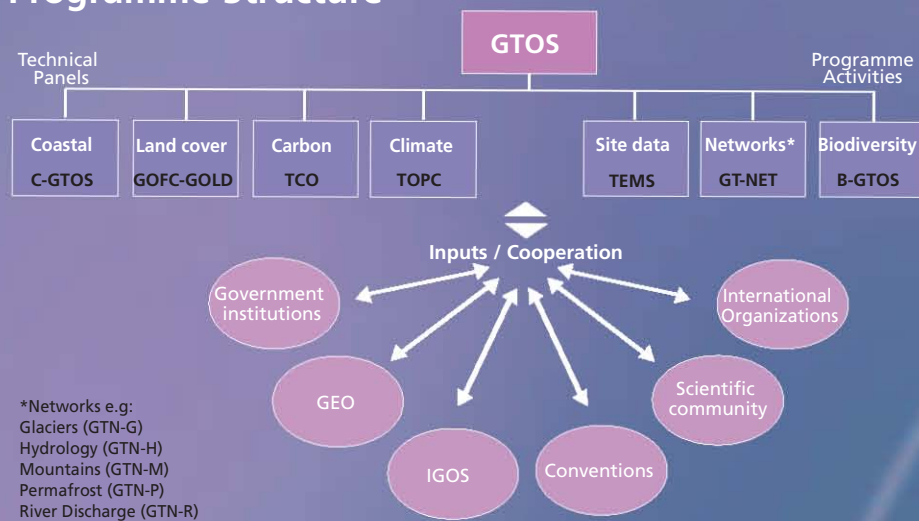 Programme Structure
GTOS
Technical
Panels
Programme
Activities
Coastal
C-GTOS
Land cover
GOFC-GOLD
Carbon
TCO
Climate
TOPC
Site data
TEMS
Networks*
GT-NET
Biodiversity
B-GTOS
Inputs / Cooperation
Government
institutions
International
Organizations
GEO
Scientific
community
IGOS
Conventions
*Networks e.g:
Glaciers (GTN-G)
Hydrology (GTN-H)
Mountains (GTN-M)
Permafrost (GTN-P)
River Discharge (GTN-R)